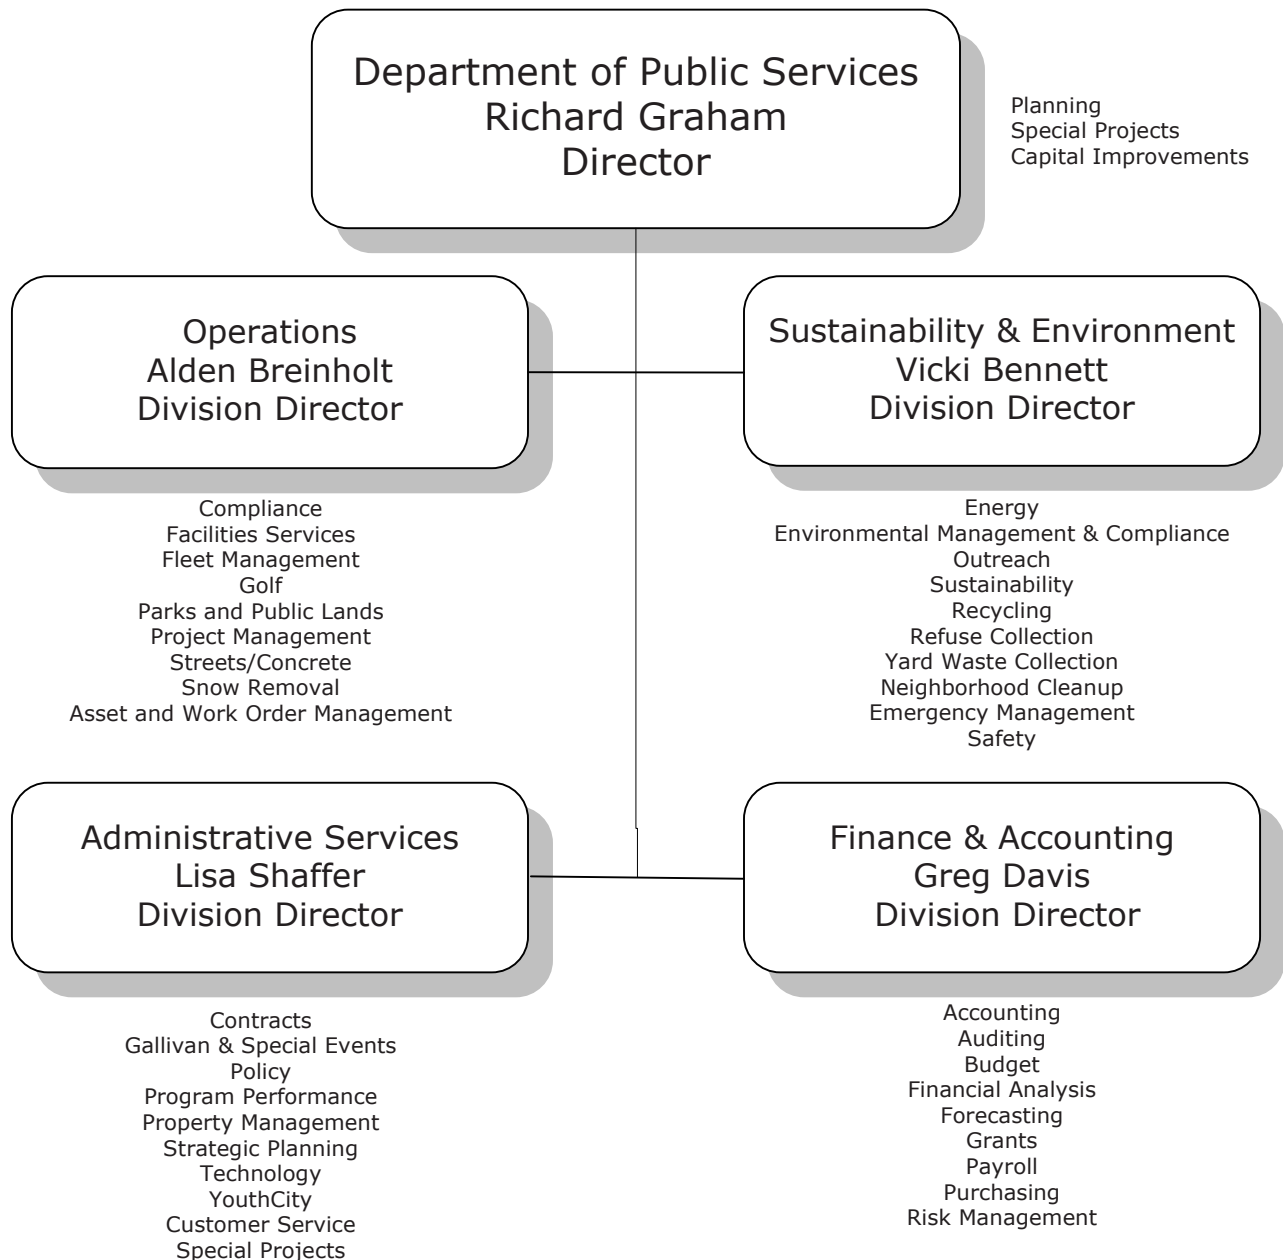 Department of Public Services
Richard Graham
Director
Planning
Special Projects
Capital Improvements
Operations
Alden Breinholt
Division Director
Sustainability & Environment
Vicki Bennett
Division Director
Compliance
Facilities Services
Fleet Management
Golf
Parks and Public Lands
Project Management
Streets/Concrete
Snow Removal
Asset and Work Order Management
Energy
Environmental Management & Compliance
Outreach
Sustainability
Recycling
Refuse Collection
Yard Waste Collection
Neighborhood Cleanup
Emergency Management
Safety
Administrative Services
Lisa Shaffer
Division Director
Finance & Accounting
Greg Davis
Division Director
Contracts
Gallivan & Special Events
Policy
Program Performance
Property Management
Strategic Planning
Technology
YouthCity
Customer Service
Special Projects
Accounting
Auditing
Budget
Financial Analysis
Forecasting
Grants
Payroll
Purchasing
Risk Management